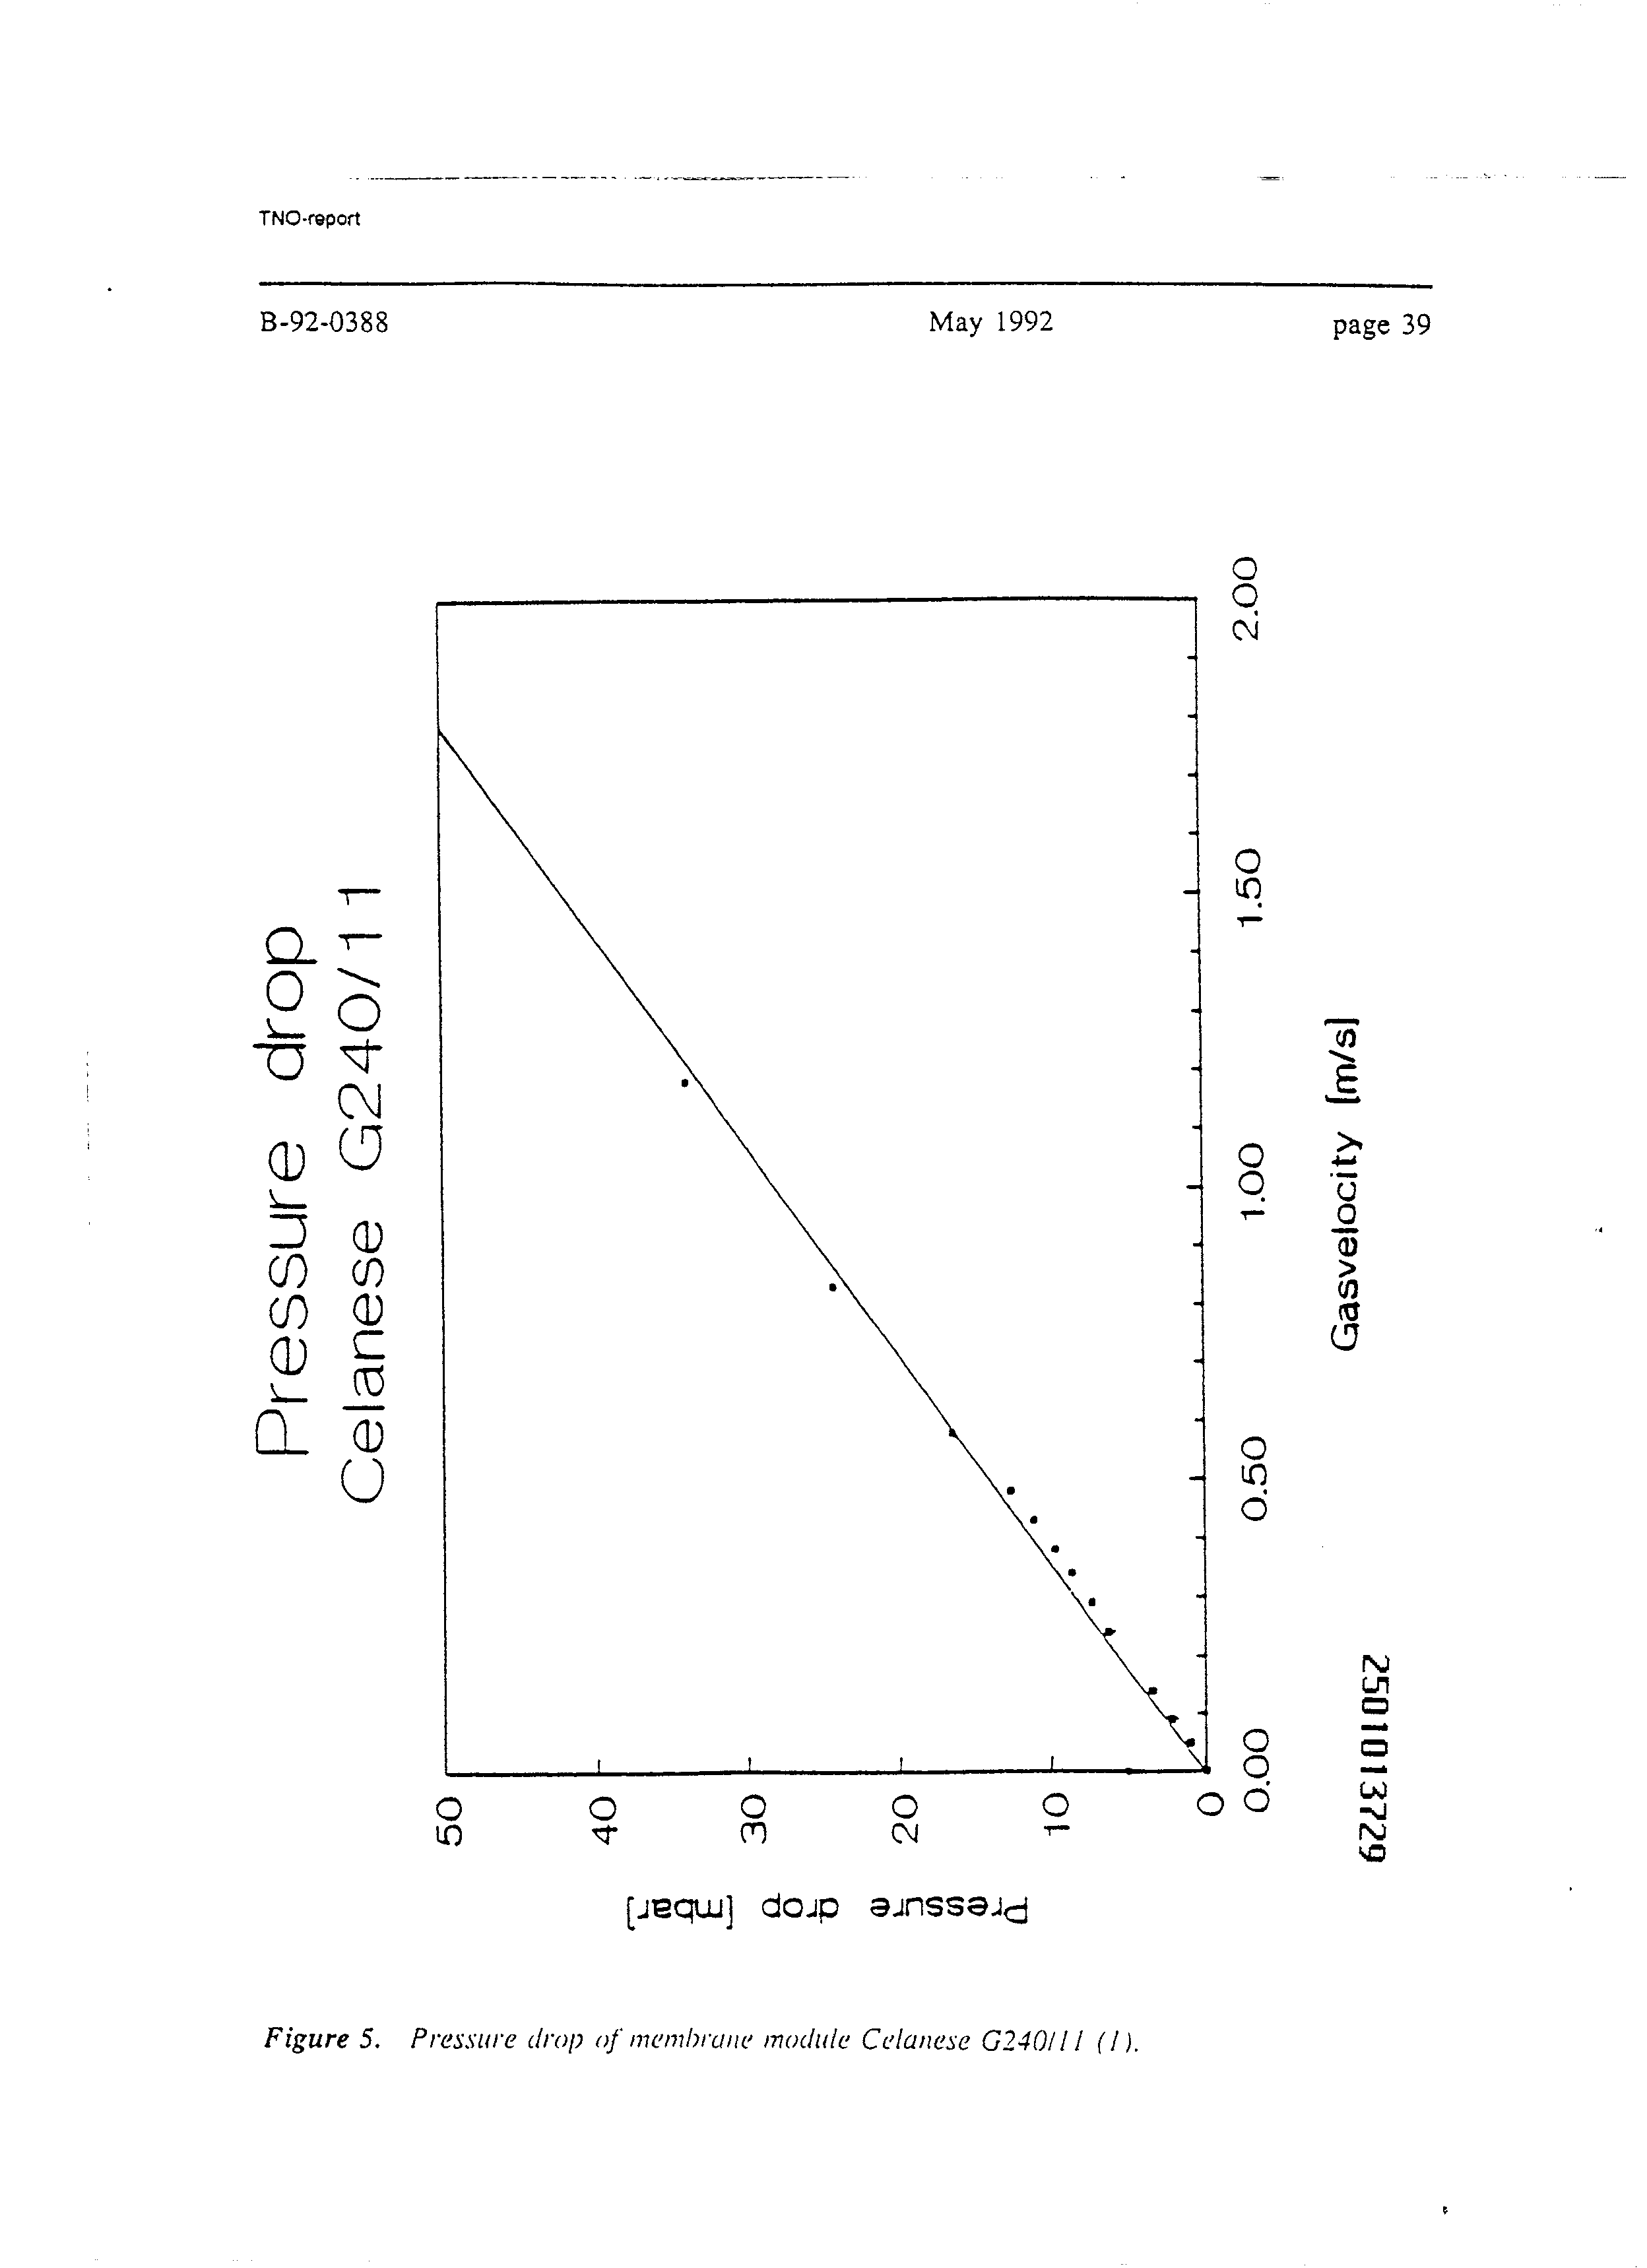 TNO-report
B-92-0388 May 1992 page 39
Pressure drop
Celanese G240/11
50
40
30
20
10
0
Pressure drop [mbar]
0.00
0.50
1.00
1.50
2.00
Gasvelocity [m/s]
2501013729
Figure 5. Pressure drop of membrane module Celanese G240/11 (1).